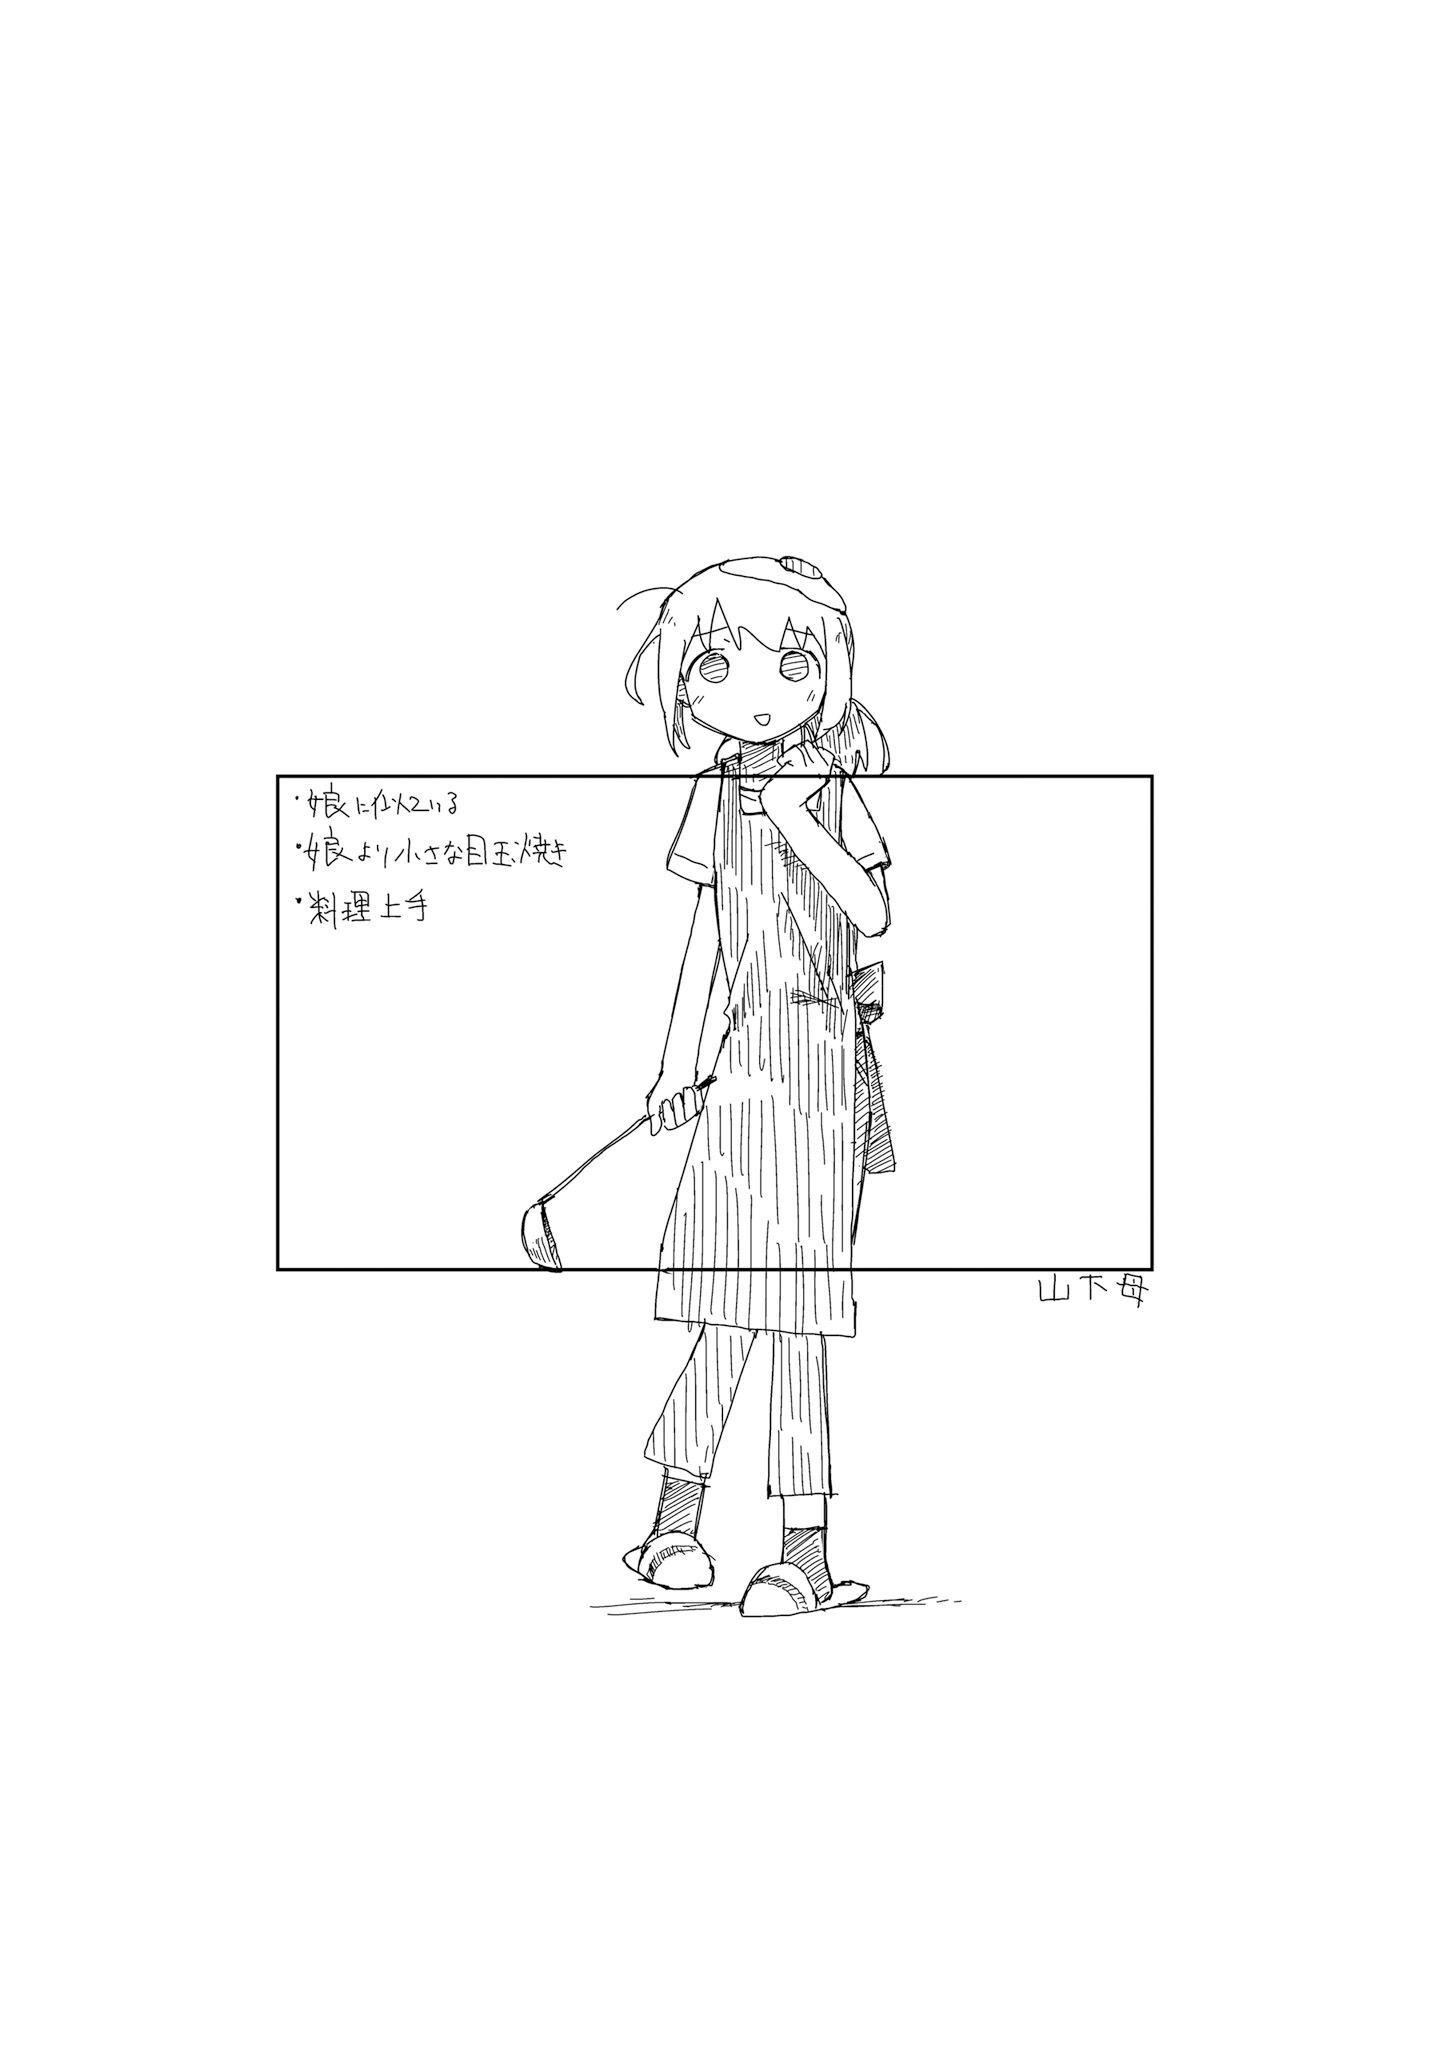 ・娘に似ている
・娘より小さな目玉焼き
・料理上手
山下母